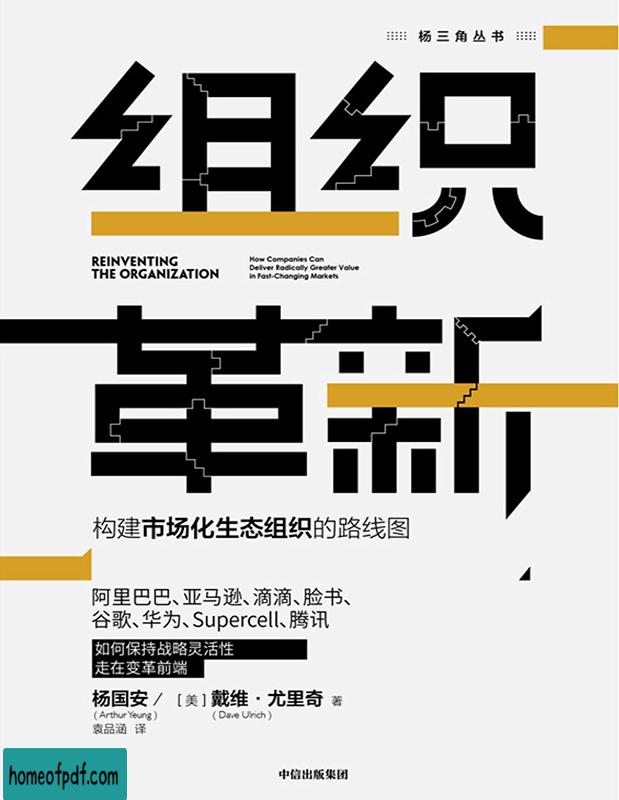 杨三角丛书
组织
REINVENTING
THE ORGANIZATION
How Companies Can
Deliver Radically Greater Value
in Fast-Changing Markets
革新
构建市场化生态组织的路线图
阿里巴巴、亚马逊、滴滴、脸书、
谷歌、华为、Supercell、腾讯
如何保持战略灵活性
走在变革前端
杨国安/ [美]戴维·尤里奇 著
(Arthur Yeung) (Dave Ulrich)
袁品涵 译
homeofpdf.com
中信出版集团